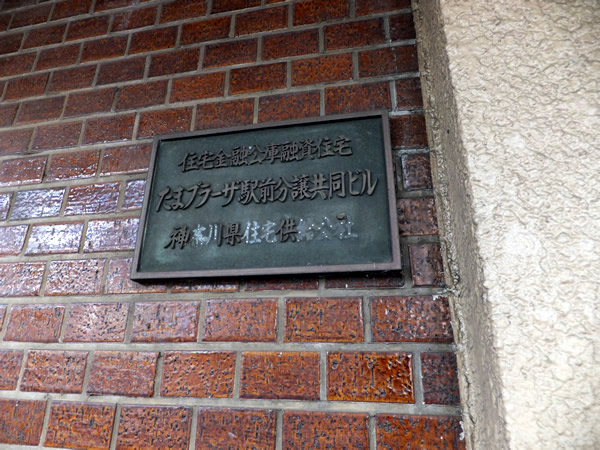 住宅金融公庫融資住宅
たまプラーザ駅前分譲共同ビル
神奈川県住宅供給公社